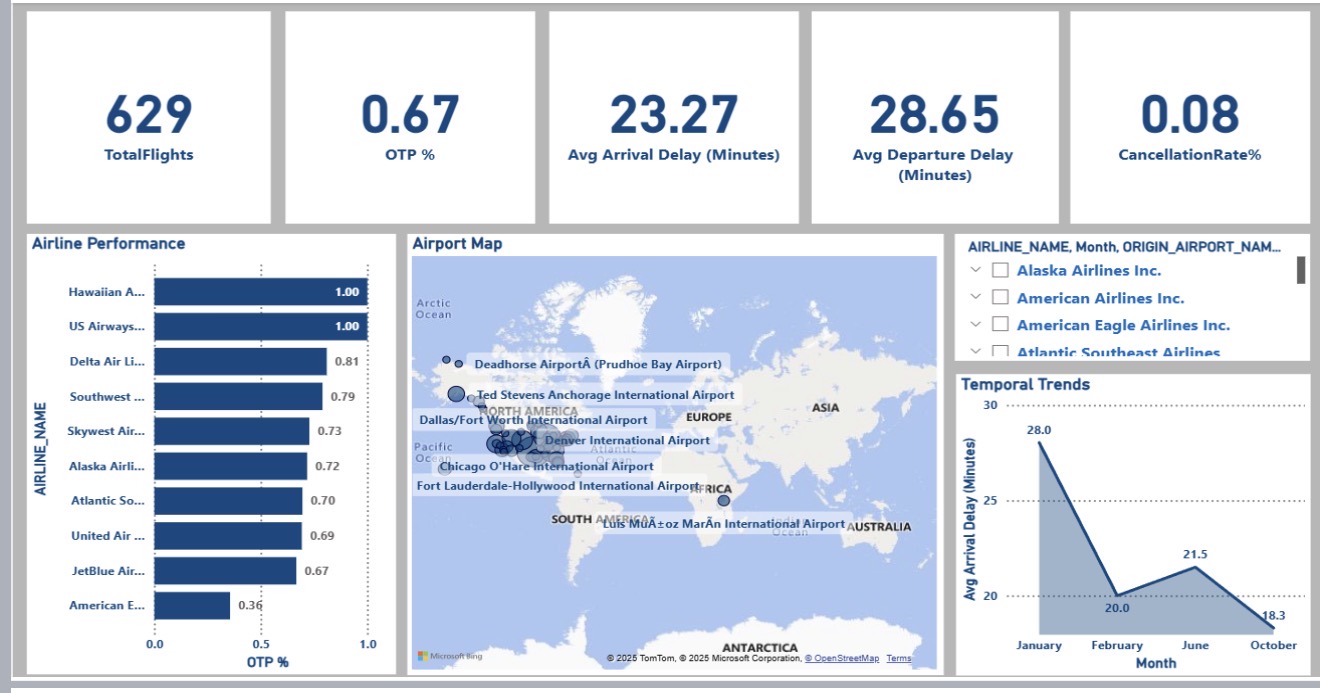 629
TotalFlights
0.67
OTP %
23.27
Avg Arrival Delay (Minutes)
28.65
Avg Departure Delay
(Minutes)
0.08
CancellationRate%
Airline Performance
AIRLINE_NAME
Hawaiian A...
1.00
US Airways...
1.00
Delta Air Li...
0.81
Southwest ...
0.79
Skywest Air...
0.73
Alaska Airli...
0.72
Atlantic So...
0.70
United Air ...
0.69
JetBlue Air...
0.67
American E...
0.36
0.0
0.5
1.0
OTP %
Airport Map
Arctic
Ocean
Deadhorse AirportÂ (Prudhoe Bay Airport)
Ted Stevens Anchorage International Airport
NORTH AMERICA
Dallas/Fort Worth International Airport
EUROPE
ASIA
Denver International Airport
Pacific
Ocean
Atlantic
Ocean
Chicago O'Hare International Airport
Fort Lauderdale-Hollywood International Airport
AFRICA
SOUTH AMERICA
Luis MuÃ±oz MarÃn International Airport
Indian
Ocean
AUSTRALIA
ANTARCTICA
Microsoft Bing
© 2025 TomTom, © 2025 Microsoft Corporation, © OpenStreetMap Terms
AIRLINE_NAME, Month, ORIGIN_AIRPORT_NAM...
Alaska Airlines Inc.
American Airlines Inc.
American Eagle Airlines Inc.
Atlantic Southeast Airlines
Temporal Trends
Avg Arrival Delay (Minutes)
30
25
20
28.0
20.0
21.5
18.3
January
February
June
October
Month